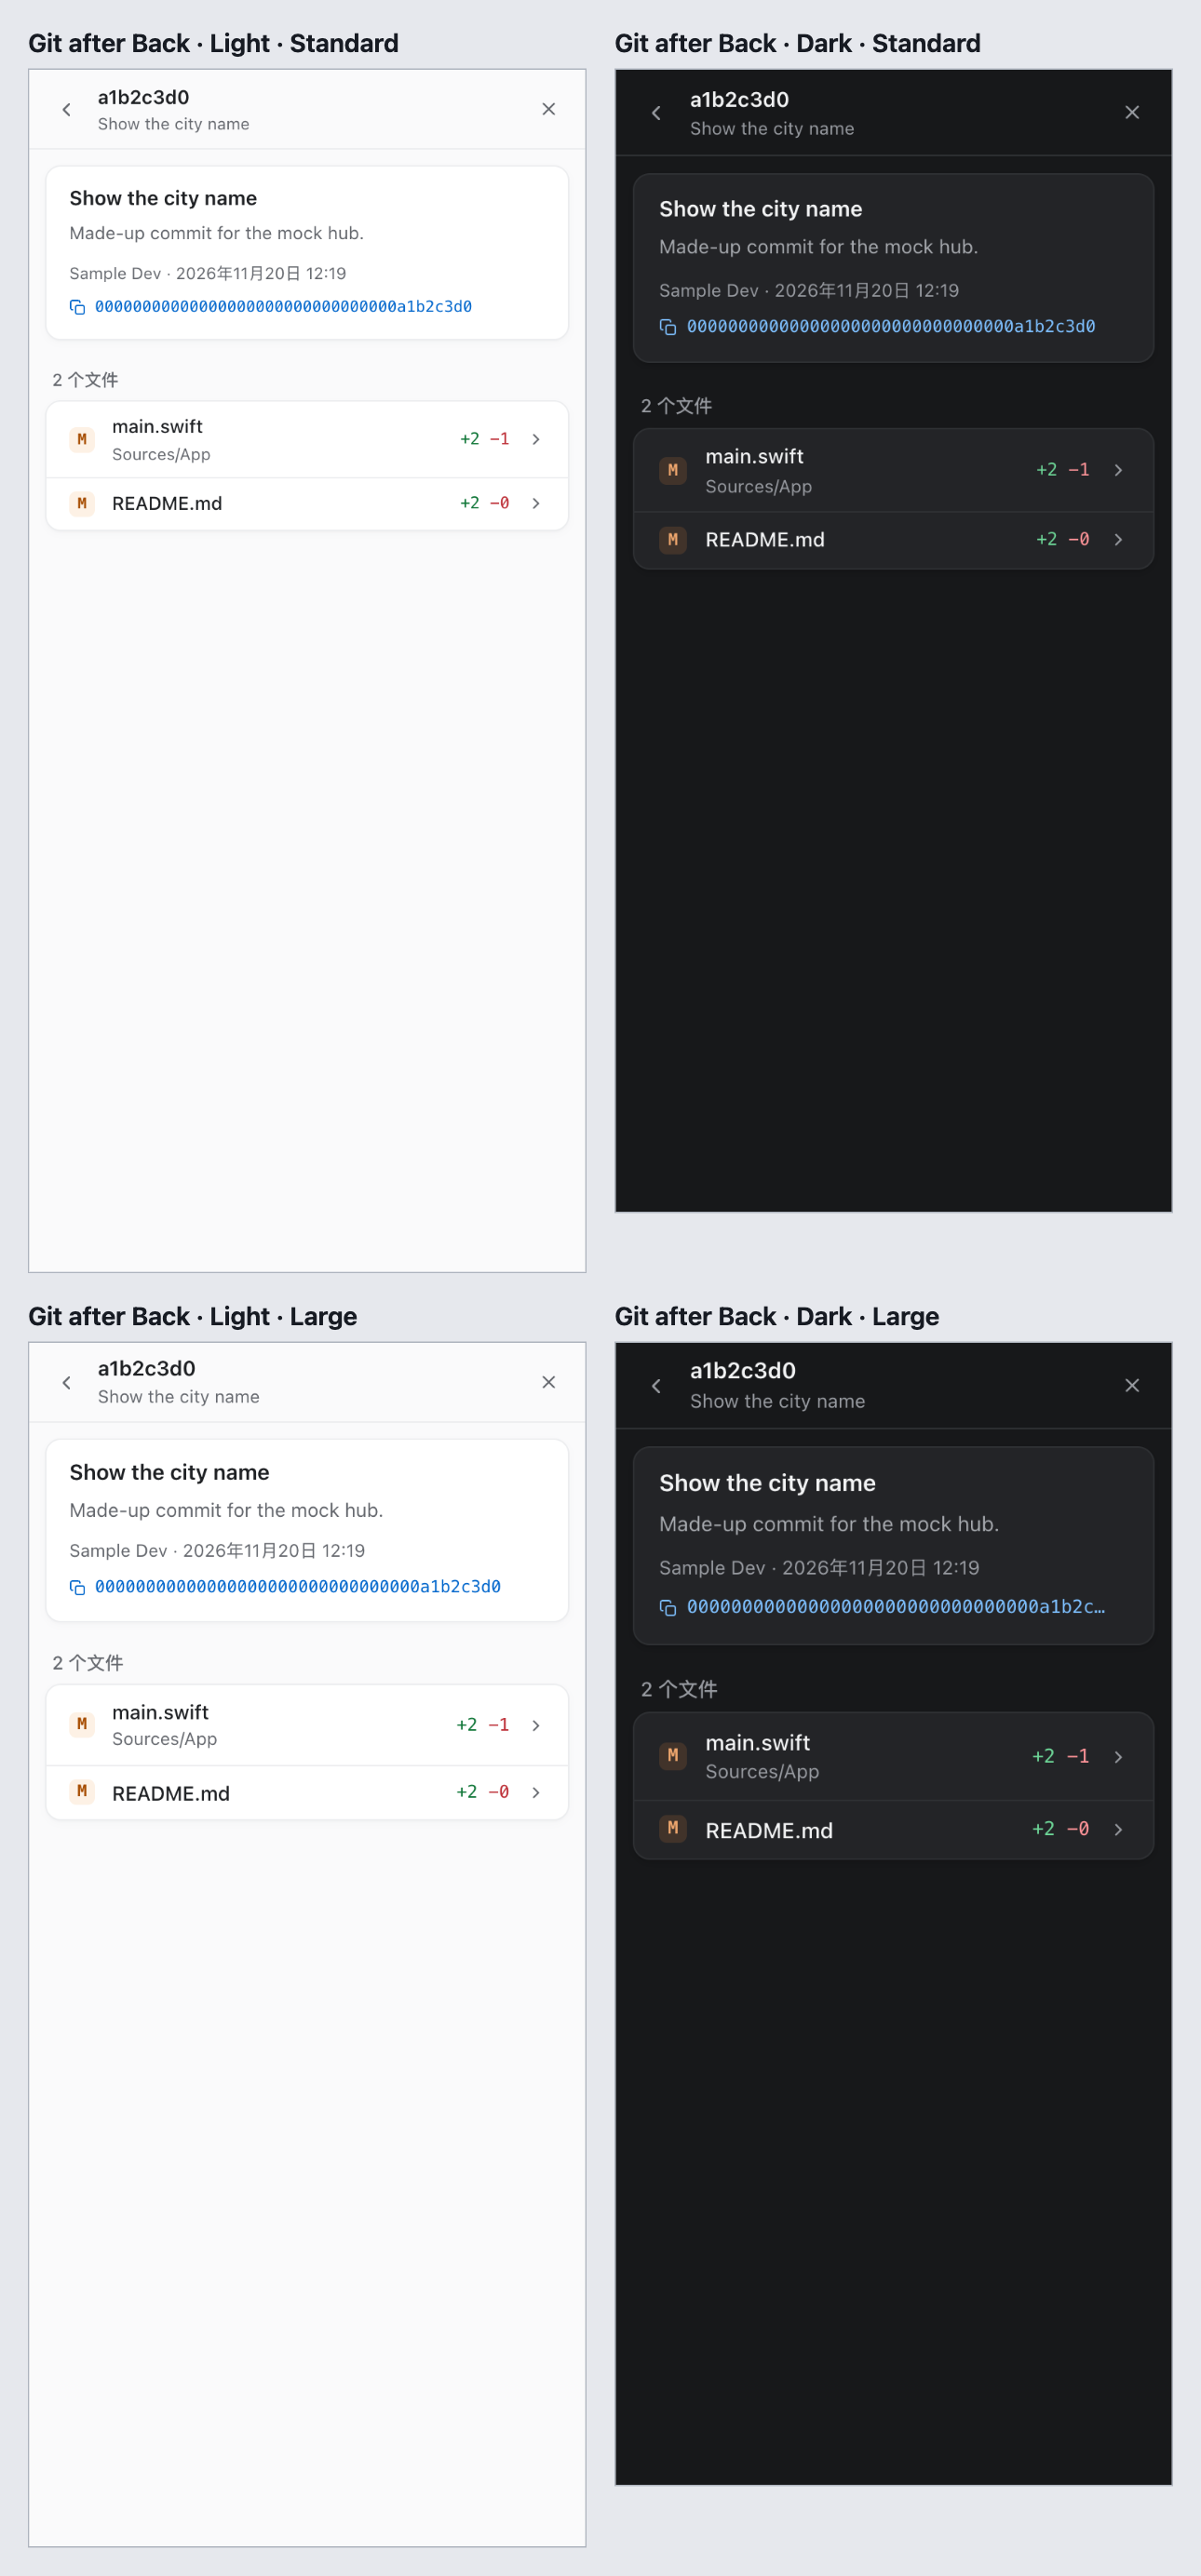 Git after Back · Light · Standard
a1b2c3d0
Show the city name
Show the city name
Made-up commit for the mock hub.
Sample Dev · 2026年11月20日 12:19
00000000000000000000000000000000a1b2c3d0
2 个文件
M main.swift +2 −1
Sources/App
M README.md +2 −0
Git after Back · Dark · Standard
a1b2c3d0
Show the city name
Show the city name
Made-up commit for the mock hub.
Sample Dev · 2026年11月20日 12:19
00000000000000000000000000000000a1b2c3d0
2 个文件
M main.swift +2 −1
Sources/App
M README.md +2 −0
Git after Back · Light · Large
a1b2c3d0
Show the city name
Show the city name
Made-up commit for the mock hub.
Sample Dev · 2026年11月20日 12:19
00000000000000000000000000000000a1b2c3d0
2 个文件
M main.swift +2 −1
Sources/App
M README.md +2 −0
Git after Back · Dark · Large
a1b2c3d0
Show the city name
Show the city name
Made-up commit for the mock hub.
Sample Dev · 2026年11月20日 12:19
00000000000000000000000000000000a1b2c…
2 个文件
M main.swift +2 −1
Sources/App
M README.md +2 −0